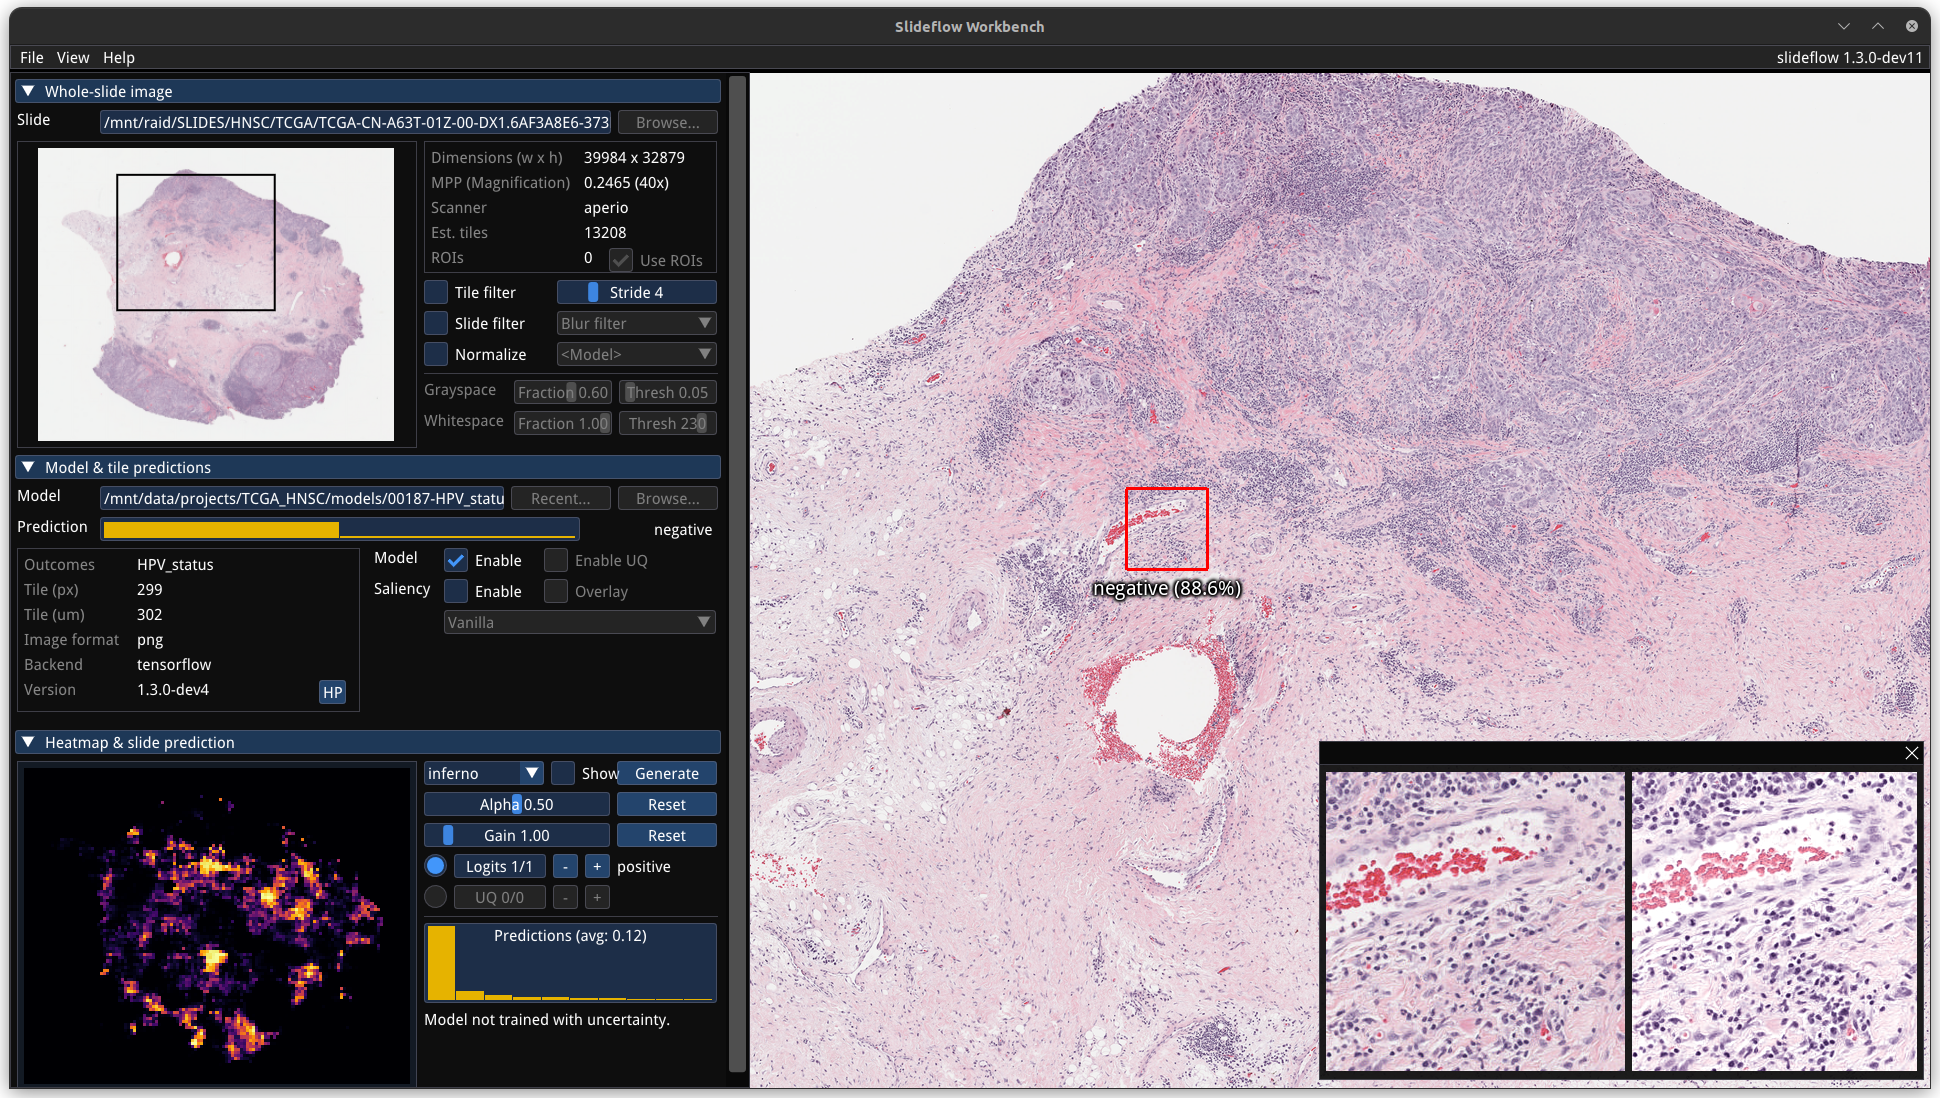 Slideflow Workbench
File View Help
slideflow 1.3.0-dev11
Whole-slide image
Slide /mnt/raid/SLIDES/HNSC/TCGA/TCGA-CN-A63T-01Z-00-DX1.6AF3A8E6-373 Browse...
Dimensions (w x h) 39984 x 32879
MPP (Magnification) 0.2465 (40x)
Scanner aperio
Est. tiles 13208
ROIs 0 Use ROIs
Tile filter Stride 4
Slide filter Blur filter
Normalize <Model>
Grayspace Fraction 0.60 Thresh 0.05
Whitespace Fraction 1.00 Thresh 230
Model & tile predictions
Model /mnt/data/projects/TCGA_HNSC/models/00187-HPV_statu Recent... Browse...
Prediction negative
Outcomes HPV_status
Tile (px) 299
Tile (um) 302
Image format png
Backend tensorflow
Version 1.3.0-dev4 HP
Model Enable Enable UQ
Saliency Enable Overlay
Vanilla
Heatmap & slide prediction
inferno Show Generate
Alpha 0.50 Reset
Gain 1.00 Reset
Logits 1/1 - + positive
UQ 0/0 - +
Predictions (avg: 0.12)
Model not trained with uncertainty.
negative (88.6%)